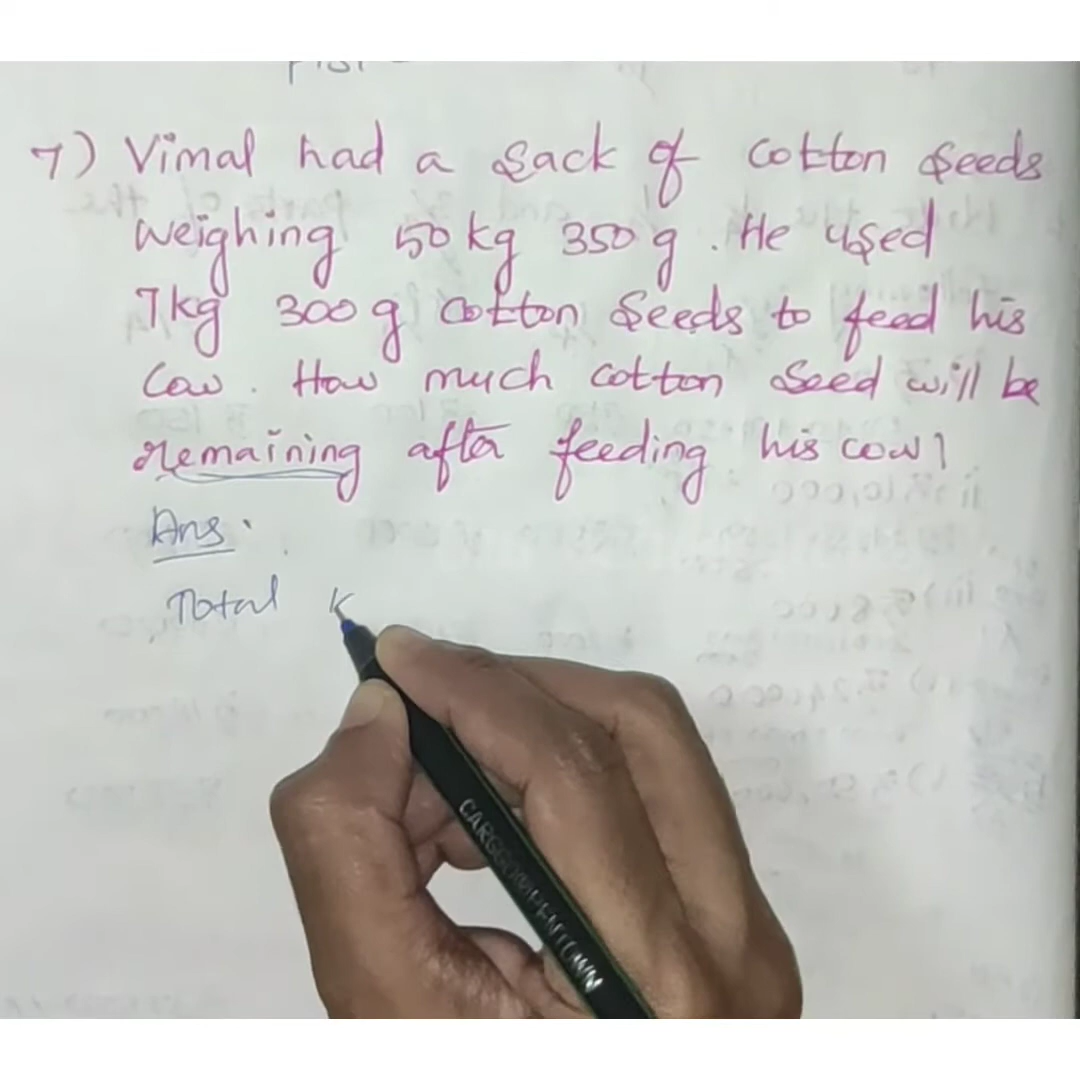 7) Vimal had a sack of cotton seeds
weighing 50 kg 350 g. He used
7kg 300 g cotton seeds to feed his
cow. How much cotton seed will be
remaining after feeding his cow?
Ans.
Total K